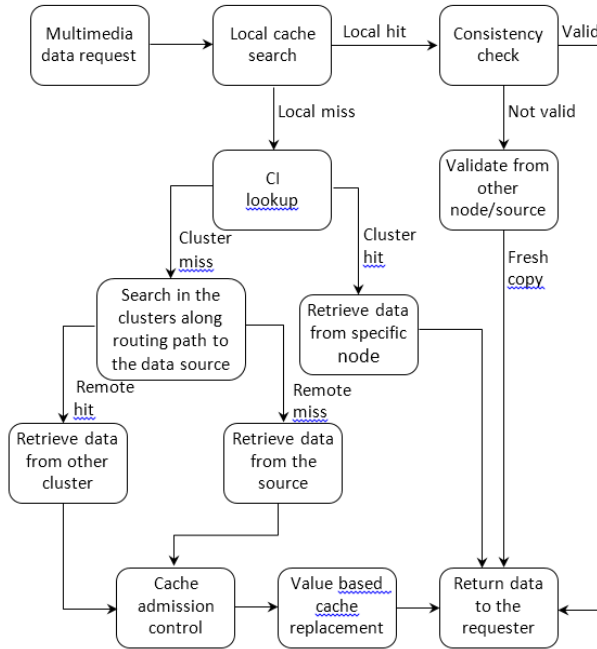 Multimedia
data request
Local cache
search
Local hit
Consistency
check
Valid
Local miss
Not valid
CI
lookup
Validate from
other
node/source
Cluster
miss
Cluster
hit
Fresh
copy
Search in the
clusters along
routing path to
the data source
Retrieve data
from specific
node
Remote
hit
Remote
miss
Retrieve data
from other
cluster
Retrieve data
from the
source
Cache
admission
control
Value based
cache
replacement
Return data
to the
requester